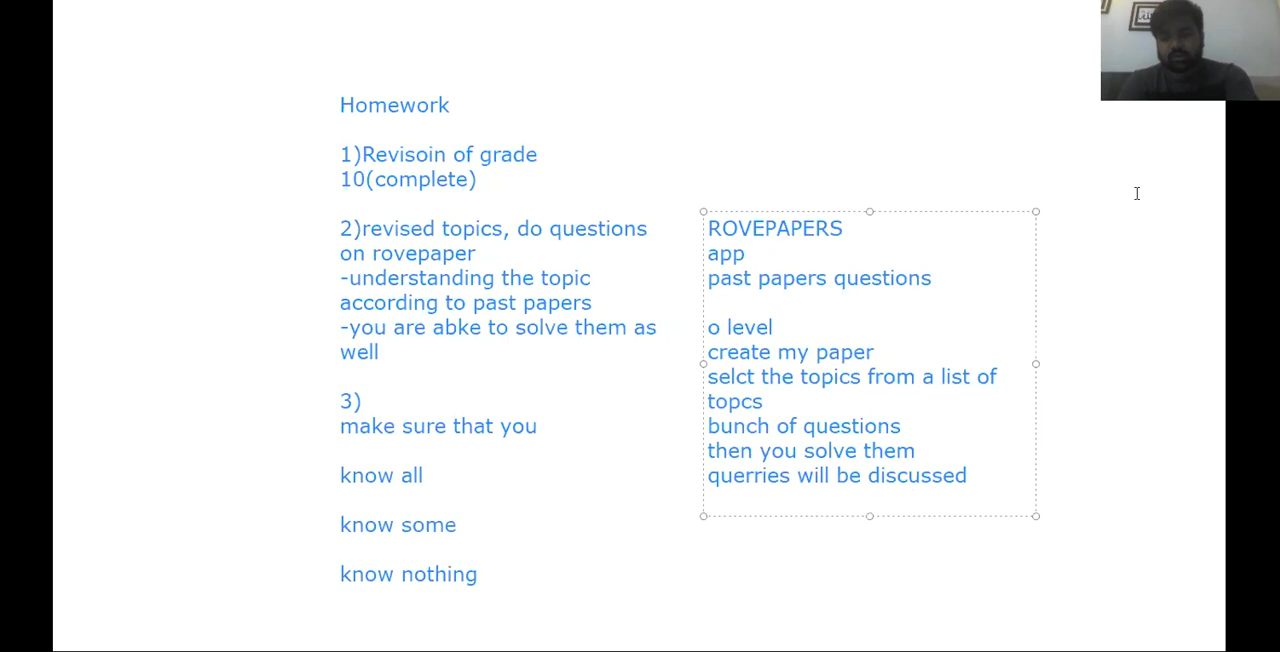 Homework
1)Revisoin of grade
10(complete)
2)revised topics, do questions
on rovepaper
-understanding the topic
according to past papers
-you are abke to solve them as
well
3)
make sure that you
know all
know some
know nothing
ROVEPAPERS
app
past papers questions
o level
create my paper
selct the topics from a list of
topcs
bunch of questions
then you solve them
querries will be discussed